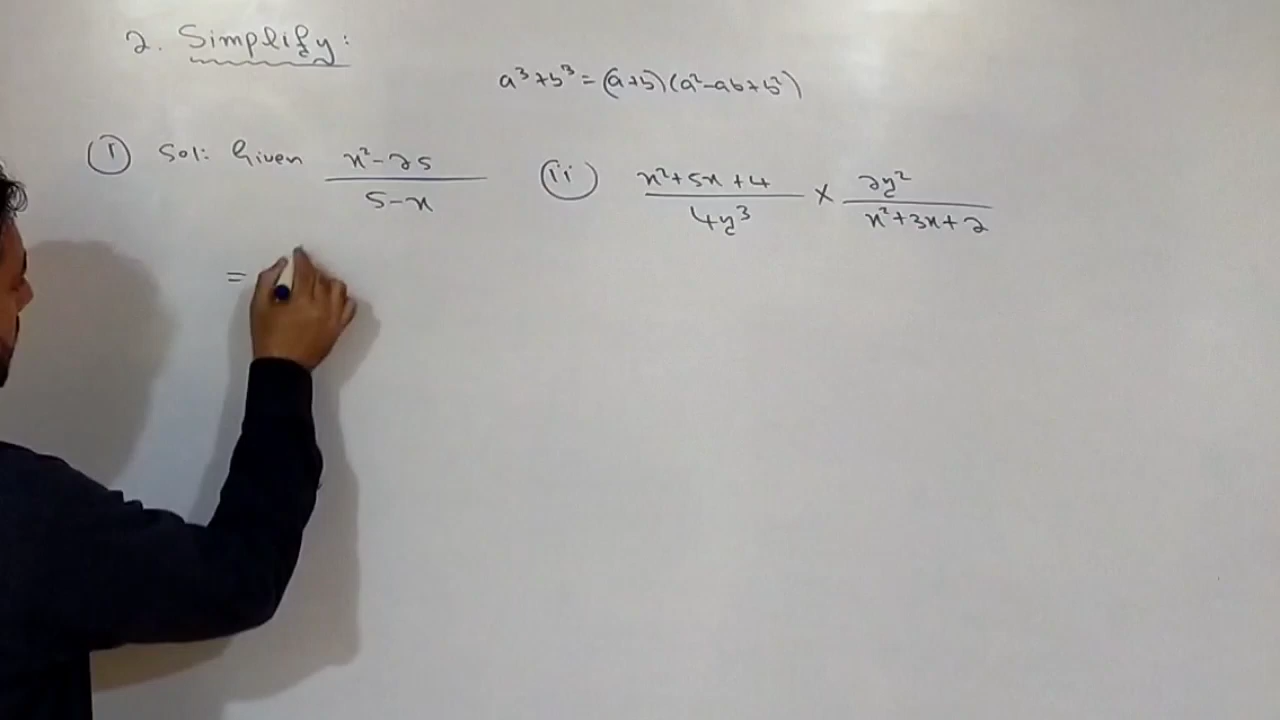 2. Simplify:
a³+b³=(a+b)(a²-ab+b²)
(i) Sol: Given x²-25 / 5-x
(ii) x²+5x+4 / 4y³ × 2y² / x²+3x+2
=